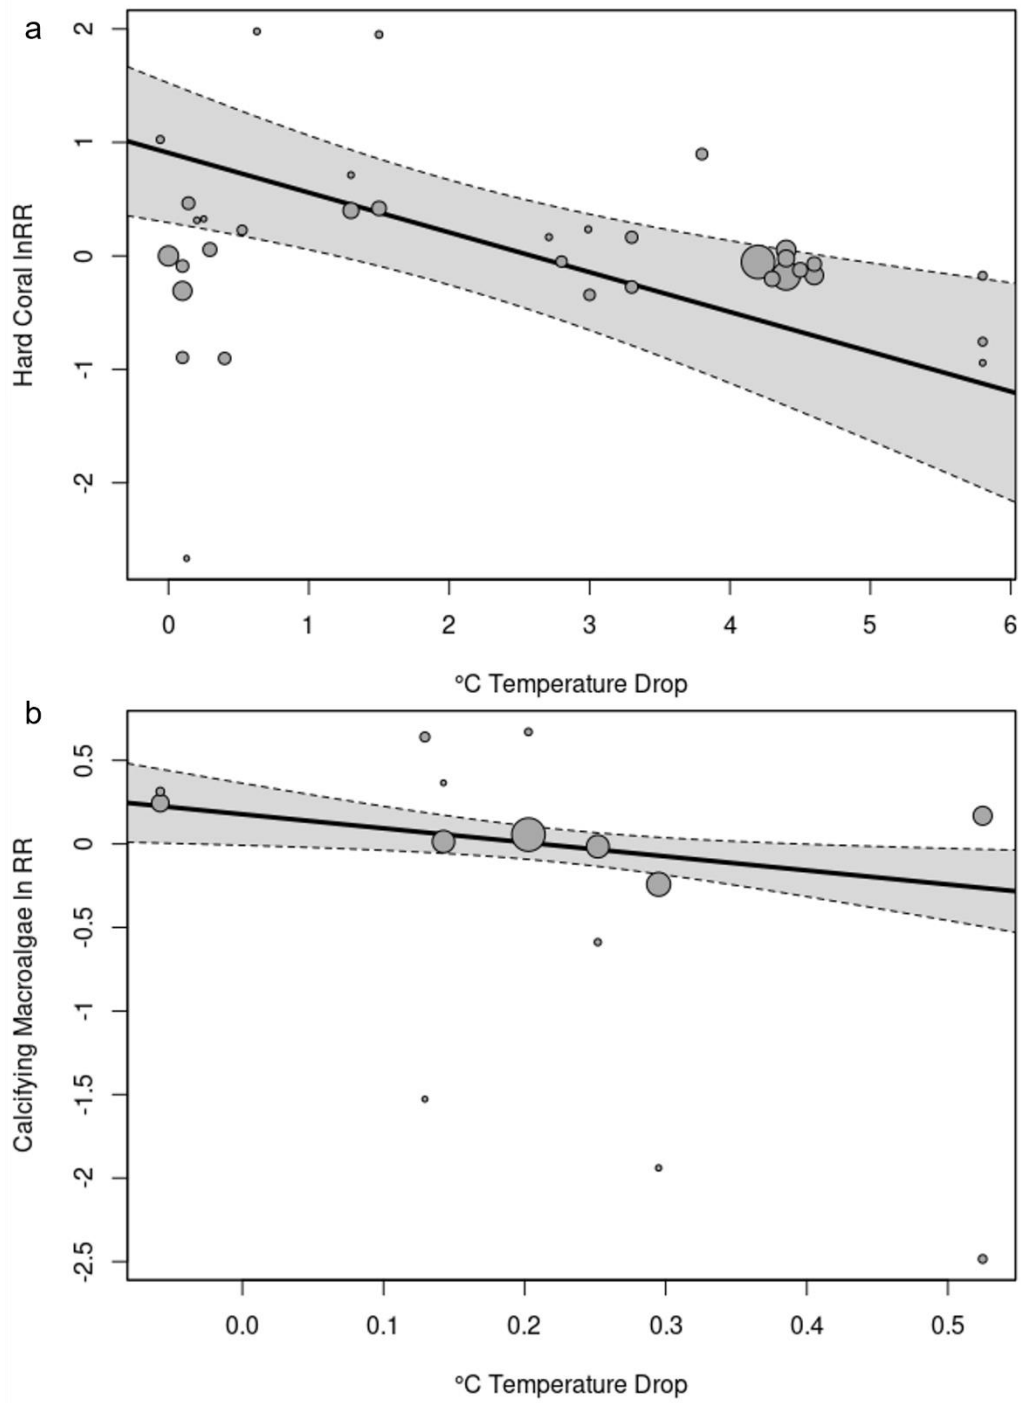 a
2
1
0
-1
-2
Hard Coral lnRR
0 1 2 3 4 5 6
°C Temperature Drop
b
0.5
0
-0.5
-1
-1.5
-2
-2.5
Calcifying Macroalgae ln RR
0.0 0.1 0.2 0.3 0.4 0.5
°C Temperature Drop